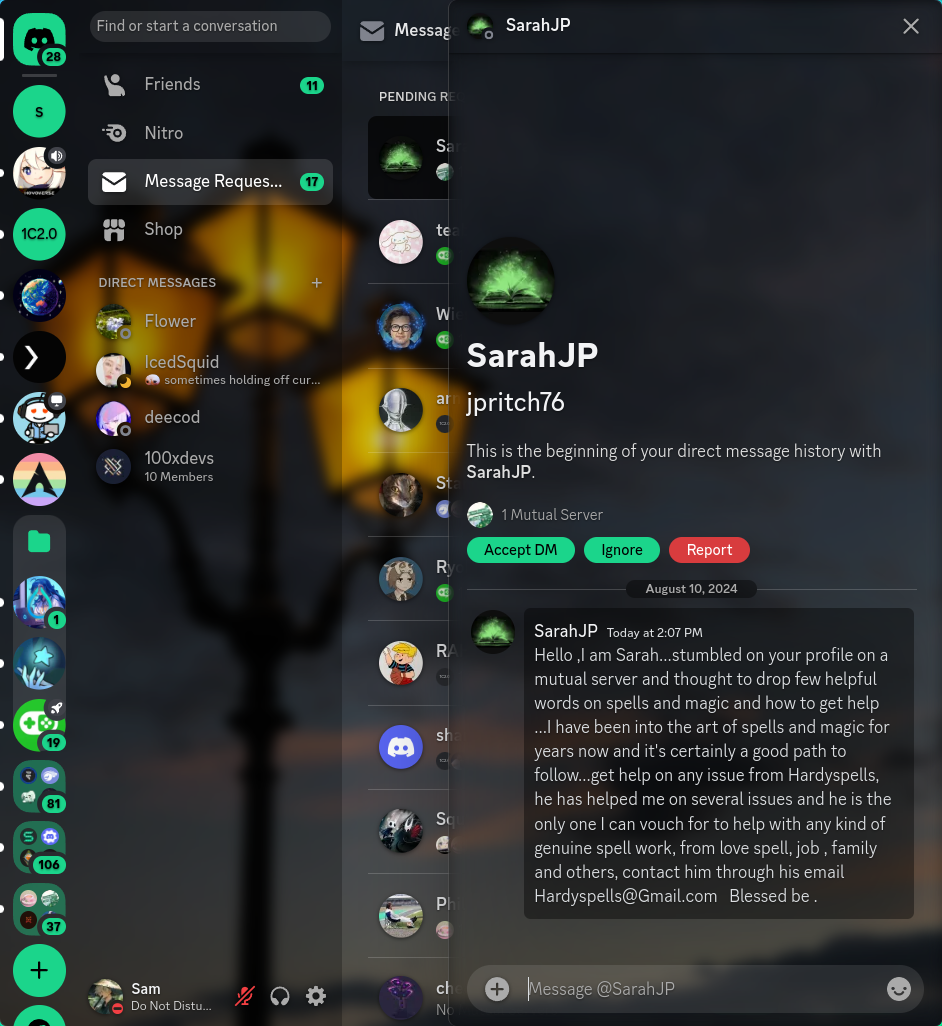 28
S
HOYOVERSE
1C2.0
1
19
81
106
37
Find or start a conversation
Friends
11
Nitro
Message Reques...
17
Shop
DIRECT MESSAGES
Flower
IcedSquid
sometimes holding off cur...
deecod
100xdevs
10 Members
Sam
Do Not Distu...
Message
PENDING RE
Sar
tea
Wi
arn
Sta
Ry
RA
sha
Sq
Ph
che
No
SarahJP
SarahJP
jpritch76
This is the beginning of your direct message history with
SarahJP.
1 Mutual Server
Accept DM
Ignore
Report
August 10, 2024
SarahJP Today at 2:07 PM
Hello ,I am Sarah...stumbled on your profile on a
mutual server and thought to drop few helpful
words on spells and magic and how to get help
...I have been into the art of spells and magic for
years now and it's certainly a good path to
follow...get help on any issue from Hardyspells,
he has helped me on several issues and he is the
only one I can vouch for to help with any kind of
genuine spell work, from love spell, job , family
and others, contact him through his email
Hardyspells@Gmail.com Blessed be .
Message @SarahJP